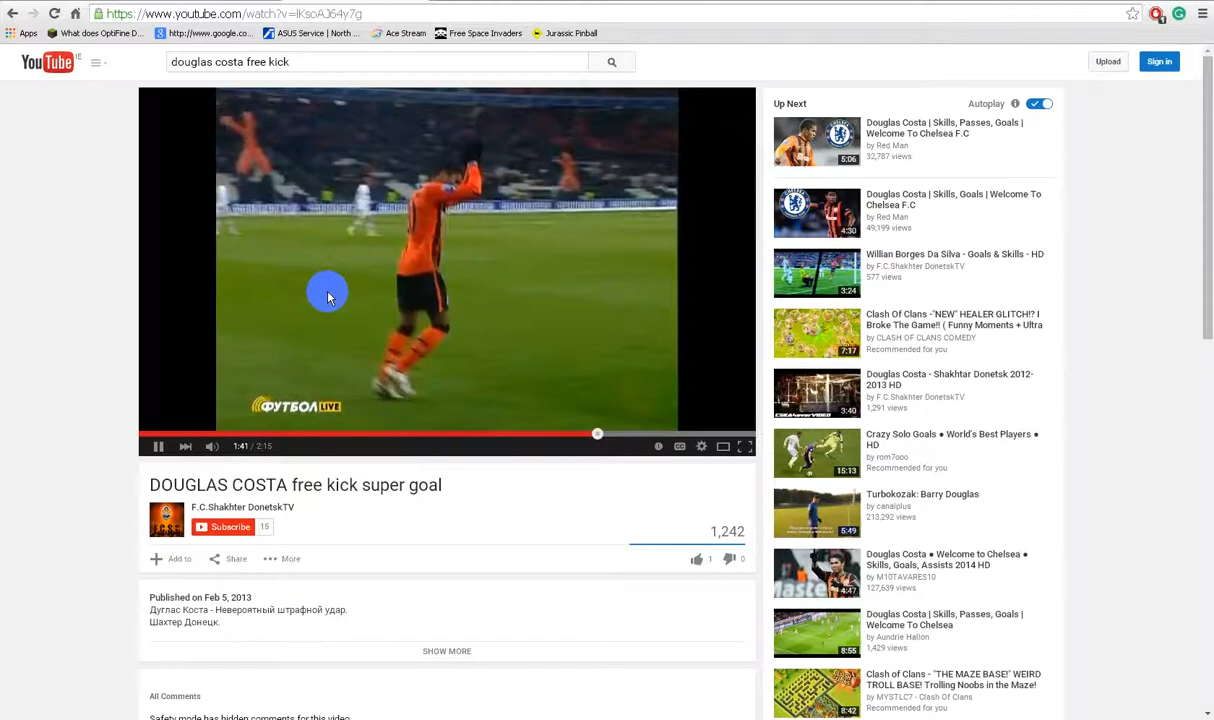 https://www.youtube.com/watch?v=lKsoAJ64y7g
Apps
What does OptiFine D...
http://www.google.co...
ASUS Service | North ...
Ace Stream
Free Space Invaders
Jurassic Pinball
YouTube IE
douglas costa free kick
Upload
Sign in
ФУТБОЛ LIVE
1:41 / 2:15
DOUGLAS COSTA free kick super goal
F.C.Shakhter DonetskTV
Subscribe 15
1,242
Add to
Share
More
1
0
Published on Feb 5, 2013
Дуглас Коста - Невероятный штрафной удар.
Шахтер Донецк.
SHOW MORE
All Comments
Safety mode has hidden comments for this video.
Up Next
Autoplay
Douglas Costa | Skills, Passes, Goals |
Welcome To Chelsea F.C
by Red Man
32,787 views
5:06
Douglas Costa | Skills, Goals | Welcome To
Chelsea F.C
by Red Man
49,199 views
4:30
Willian Borges Da Silva - Goals & Skills - HD
by F.C.Shakhter DonetskTV
577 views
3:24
Clash Of Clans -"NEW" HEALER GLITCH!? I
Broke The Game!! ( Funny Moments + Ultra
by CLASH OF CLANS COMEDY
Recommended for you
7:17
Douglas Costa - Shakhtar Donetsk 2012-
2013 HD
by F.C.Shakhter DonetskTV
1,291 views
3:40
Crazy Solo Goals ● World's Best Players ●
HD
by rom7ooo
Recommended for you
15:13
Turbokozak: Barry Douglas
by canalplus
213,292 views
5:49
Douglas Costa ● Welcome to Chelsea ●
Skills, Goals, Assists 2014 HD
by M10TAVARES10
127,639 views
4:47
Douglas Costa | Skills, Passes, Goals |
Welcome To Chelsea
by Aundrie Hallon
1,429 views
8:55
Clash of Clans - "THE MAZE BASE!" WEIRD
TROLL BASE! Trolling Noobs in the Maze!
by MYSTLC7 - Clash Of Clans
Recommended for you
8:42